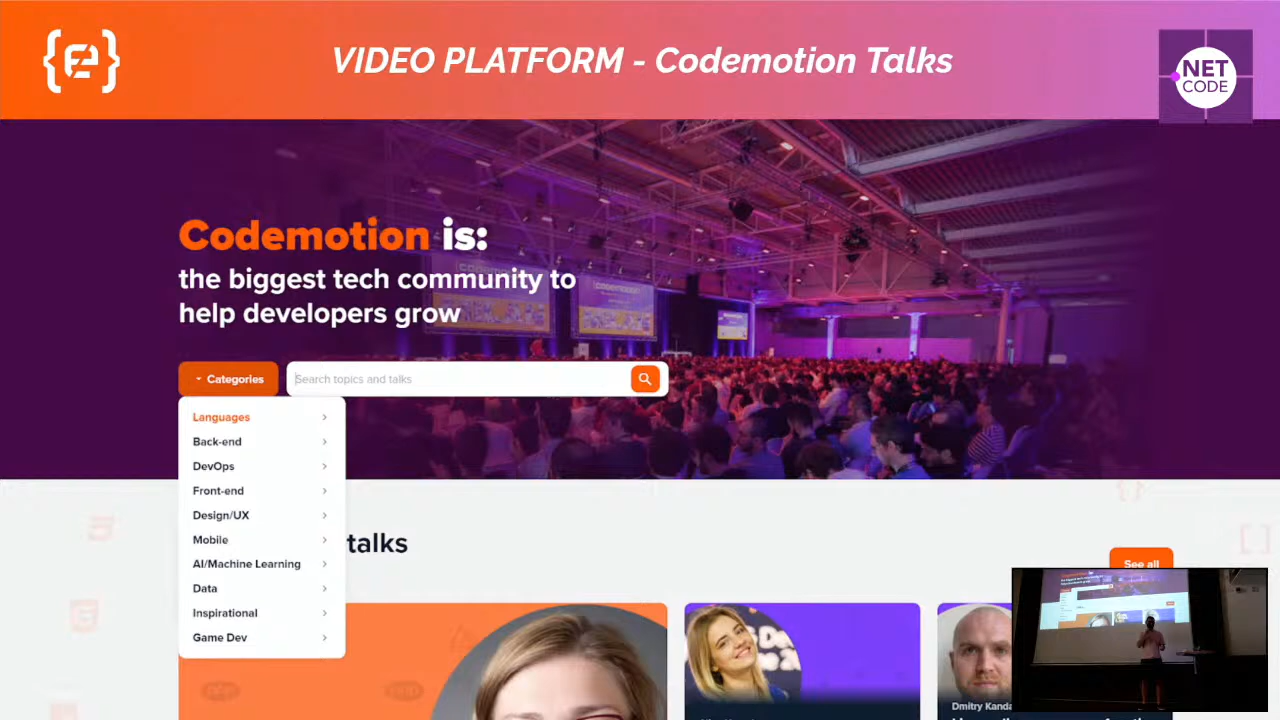 VIDEO PLATFORM - Codemotion Talks
NET
CODE
Codemotion is:
the biggest tech community to
help developers grow
Categories
Search topics and talks
Languages
Back-end
DevOps
Front-end
Design/UX
Mobile
AI/Machine Learning
Data
Inspirational
Game Dev
talks
See all
Dmitry Kanda